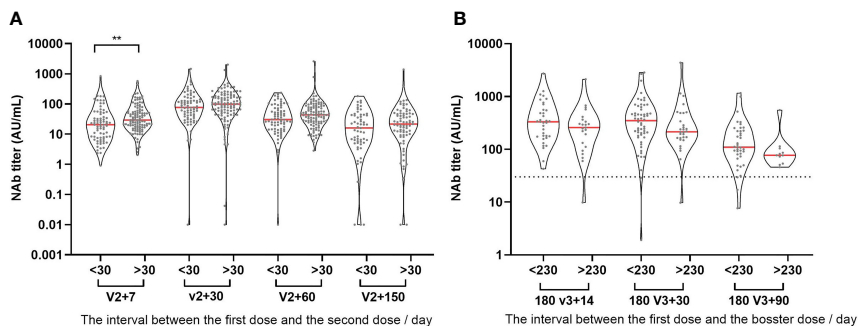 A
**
10000
1000
100
10
1
0.1
0.01
0.001
NAb titer (AU/mL)
<30 >30 <30 >30 <30 >30 <30 >30
V2+7 v2+30 V2+60 V2+150
The interval between the first dose and the second dose / day
B
10000
1000
100
10
1
NAb titer (AU/mL)
<230 >230 <230 >230 <230 >230
180 v3+14 180 V3+30 180 V3+90
The interval between the first dose and the bosster dose / day